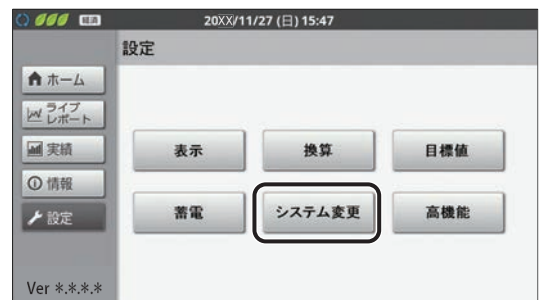 経済 20XX/11/27 (日) 15:47
設定
ホーム
ライブ
レポート
実績
情報
設定
表示 換算 目標値
蓄電 システム変更 高機能
Ver *.*.*.*